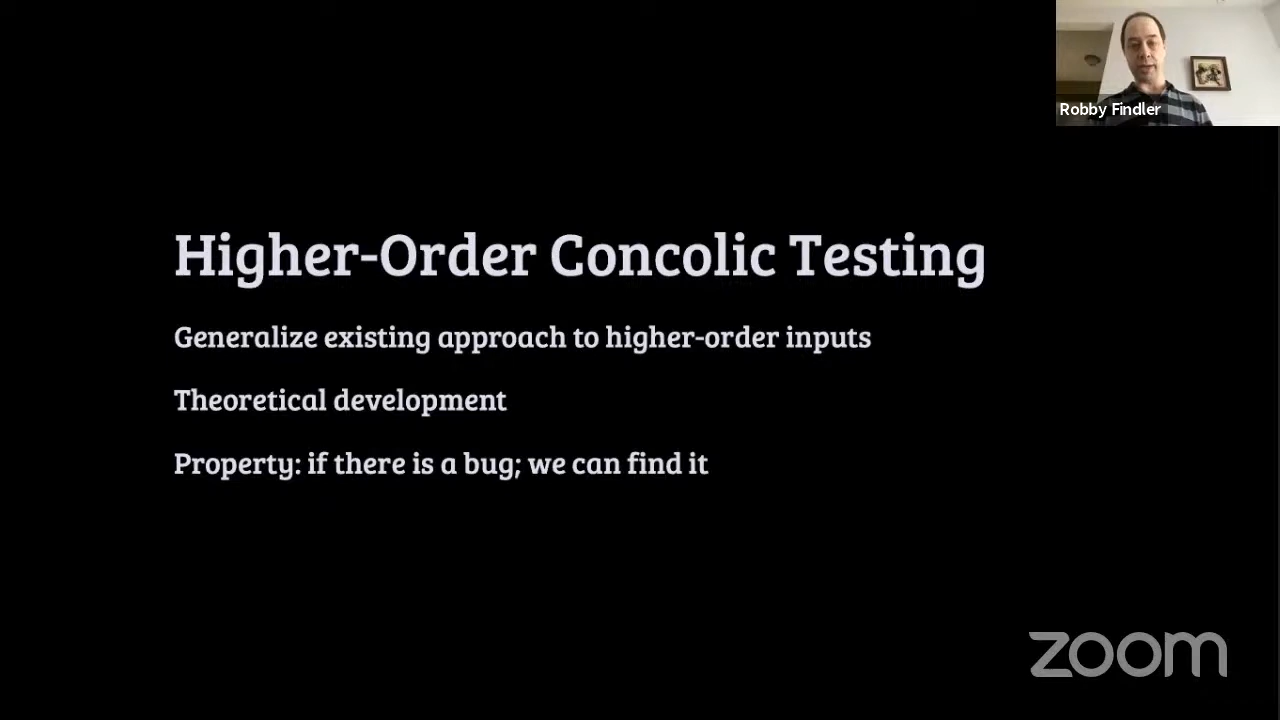 Robby Findler
Higher-Order Concolic Testing
Generalize existing approach to higher-order inputs
Theoretical development
Property: if there is a bug; we can find it
zoom